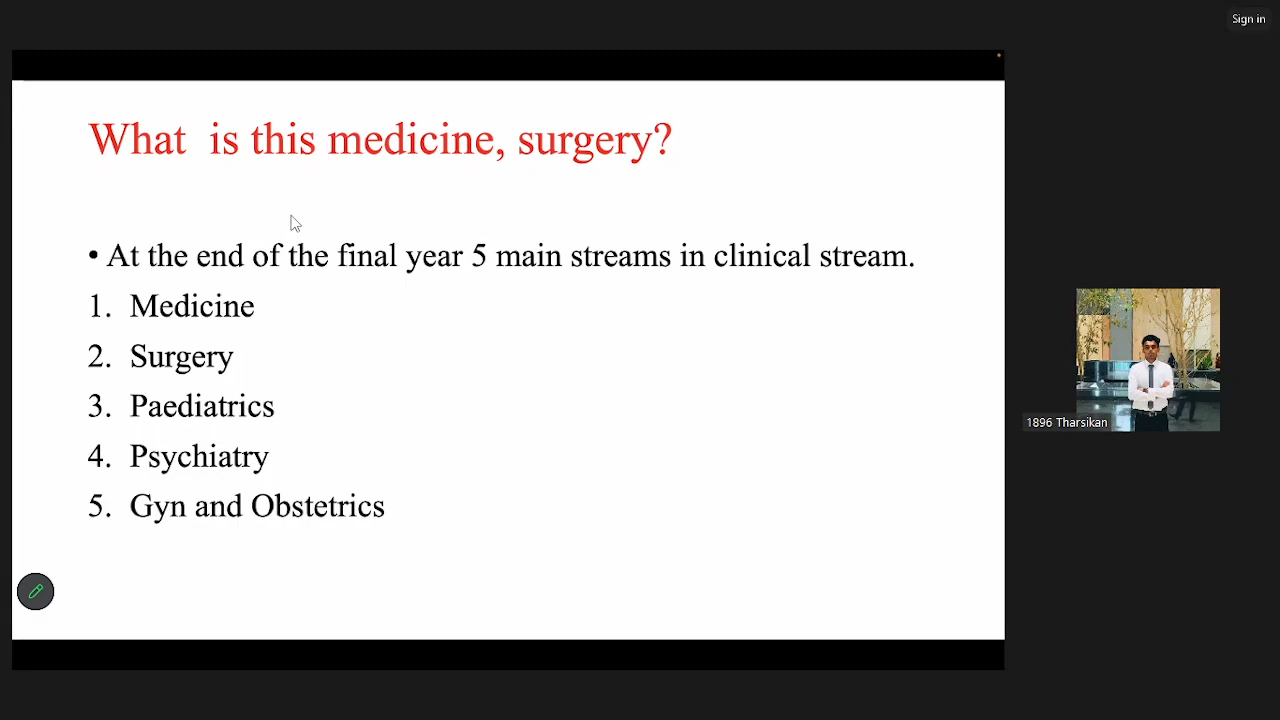 Sign in
What is this medicine, surgery?
• At the end of the final year 5 main streams in clinical stream.
1. Medicine
2. Surgery
3. Paediatrics
4. Psychiatry
5. Gyn and Obstetrics
1896 Tharsikan